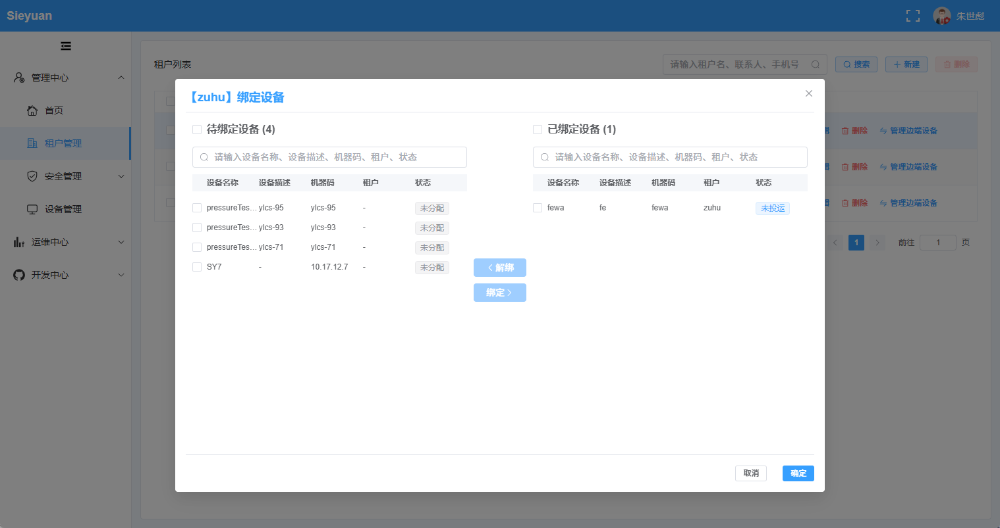 Sieyuan
朱世彪
管理中心
首页
租户管理
安全管理
设备管理
运维中心
开发中心
租户列表
请输入租户名、联系人、手机号
搜索
新建
删除
删除 管理边端设备
删除 管理边端设备
删除 管理边端设备
1
前往 1 页
【zuhu】绑定设备
待绑定设备 (4)
请输入设备名称、设备描述、机器码、租户、状态
设备名称 设备描述 机器码 租户 状态
pressureTes... ylcs-95 ylcs-95 - 未分配
pressureTes... ylcs-93 ylcs-93 - 未分配
pressureTes... ylcs-71 ylcs-71 - 未分配
SY7 - 10.17.12.7 - 未分配
解绑
绑定
已绑定设备 (1)
请输入设备名称、设备描述、机器码、租户、状态
设备名称 设备描述 机器码 租户 状态
fewa fe fewa zuhu 未投运
取消
确定